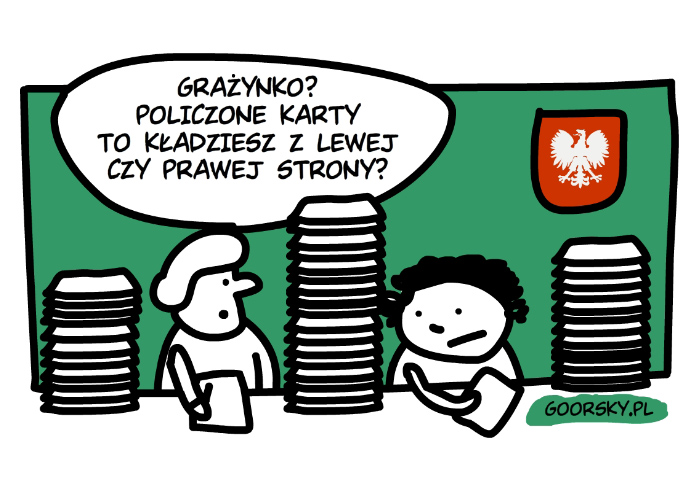 GRAŻYNKO?
POLICZONE KARTY
TO KŁADZIESZ Z LEWEJ
CZY PRAWEJ STRONY?
GOORSKY.PL